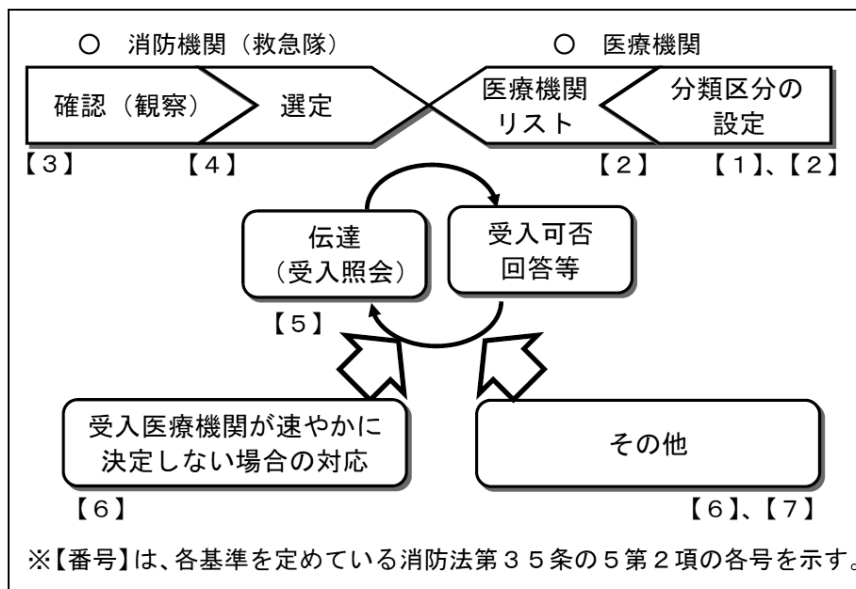 ○ 消防機関（救急隊）
○ 医療機関
確認（観察）
選定
医療機関
リスト
分類区分の
設定
【３】
【４】
【２】
【１】、【２】
伝達
（受入照会）
受入可否
回答等
【５】
受入医療機関が速やかに
決定しない場合の対応
その他
【６】
【６】、【７】
※【番号】は、各基準を定めている消防法第３５条の５第２項の各号を示す。